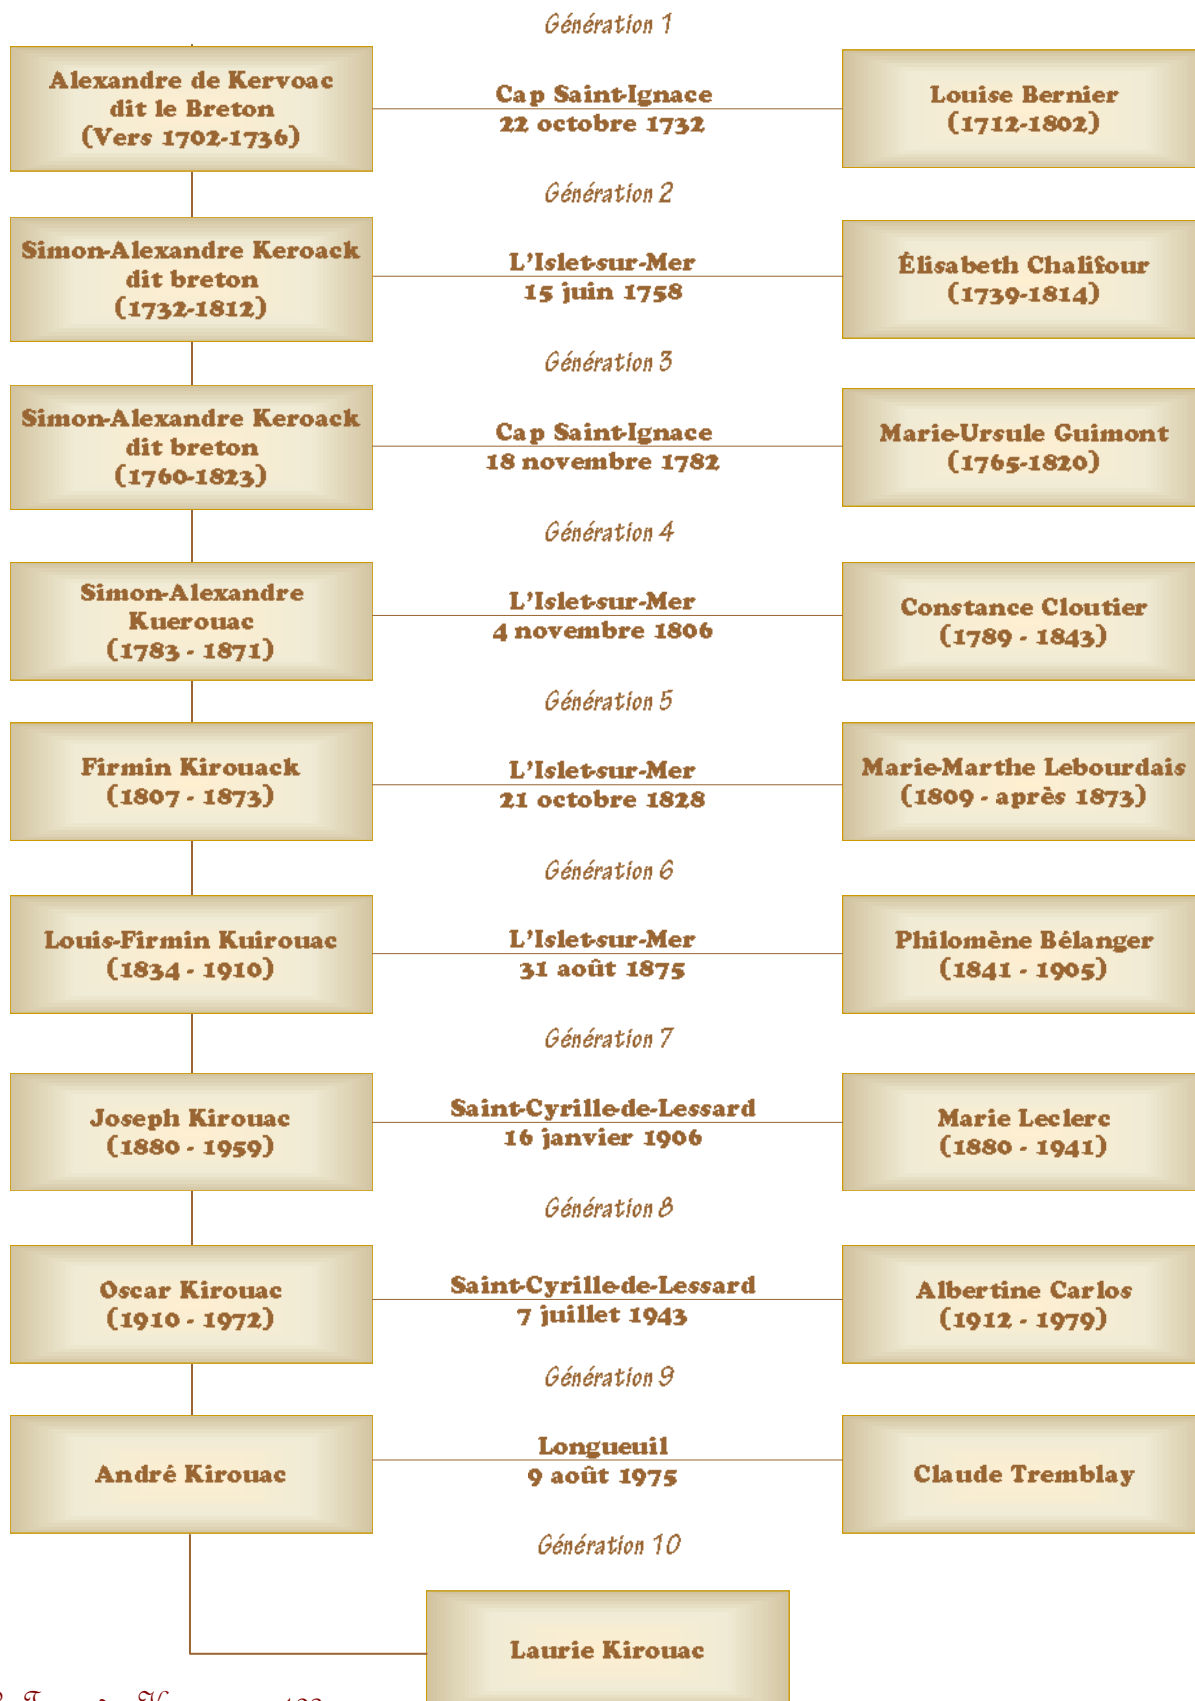 Génération 1
Alexandre de Kervoac
dit le Breton
(Vers 1702-1736)
Cap Saint-Ignace
22 octobre 1732
Louise Bernier
(1712-1802)
Génération 2
Simon-Alexandre Keroack
dit breton
(1732-1812)
L'Islet-sur-Mer
15 juin 1758
Élisabeth Chalifour
(1739-1814)
Génération 3
Simon-Alexandre Keroack
dit breton
(1760-1823)
Cap Saint-Ignace
18 novembre 1782
Marie-Ursule Guimont
(1765-1820)
Génération 4
Simon-Alexandre
Kuerouac
(1783 - 1871)
L'Islet-sur-Mer
4 novembre 1806
Constance Cloutier
(1789 - 1843)
Génération 5
Firmin Kirouack
(1807 - 1873)
L'Islet-sur-Mer
21 octobre 1828
Marie-Marthe Lebourdais
(1809 - après 1873)
Génération 6
Louis-Firmin Kuirouac
(1834 - 1910)
L'Islet-sur-Mer
31 août 1875
Philomène Bélanger
(1841 - 1905)
Génération 7
Joseph Kirouac
(1880 - 1959)
Saint-Cyrille-de-Lessard
16 janvier 1906
Marie Leclerc
(1880 - 1941)
Génération 8
Oscar Kirouac
(1910 - 1972)
Saint-Cyrille-de-Lessard
7 juillet 1943
Albertine Carlos
(1912 - 1979)
Génération 9
André Kirouac
Longueuil
9 août 1975
Claude Tremblay
Génération 10
Laurie Kirouac